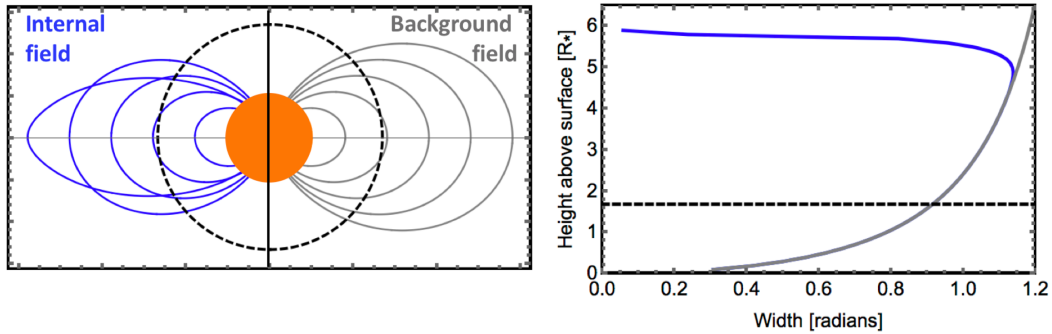 Internal
field
Background
field
Height above surface [R*]
6
5
4
3
2
1
0
0.0 0.2 0.4 0.6 0.8 1.0 1.2
Width [radians]